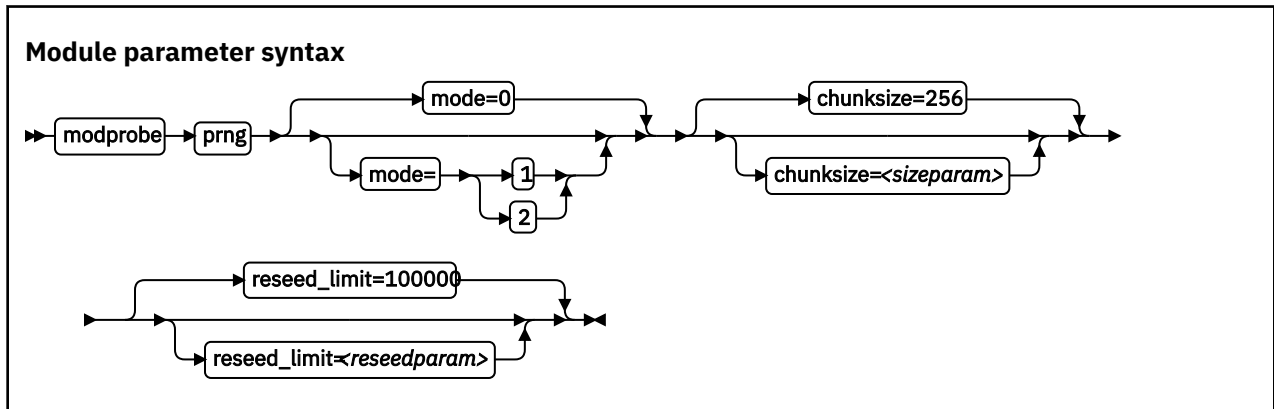 Module parameter syntax
mode=0 chunksize=256
modprobe prng
mode= 1 chunksize=<sizeparam>
2
reseed_limit=100000
reseed_limit=<reseedparam>